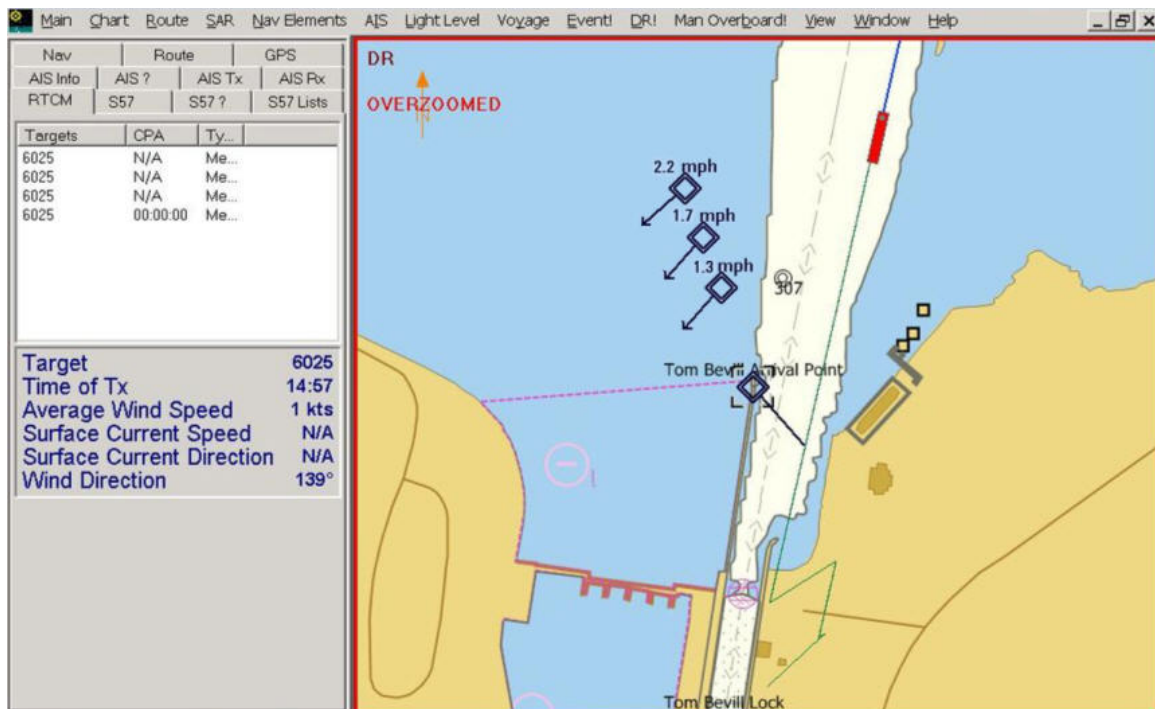 Main Chart Route SAR Nav Elements AIS Light Level Voyage Event! DR! Man Overboard! View Window Help
Nav Route GPS
AIS Info AIS ? AIS Tx AIS Rx
RTCM S57 S57 ? S57 Lists
Targets CPA Ty...
6025 N/A Me...
6025 N/A Me...
6025 N/A Me...
6025 00:00:00 Me...
Target 6025
Time of Tx 14:57
Average Wind Speed 1 kts
Surface Current Speed N/A
Surface Current Direction N/A
Wind Direction 139°
DR
OVERZOOMED
2.2 mph
1.7 mph
1.3 mph
307
Tom Bevill Arrival Point
Tom Bevill Lock